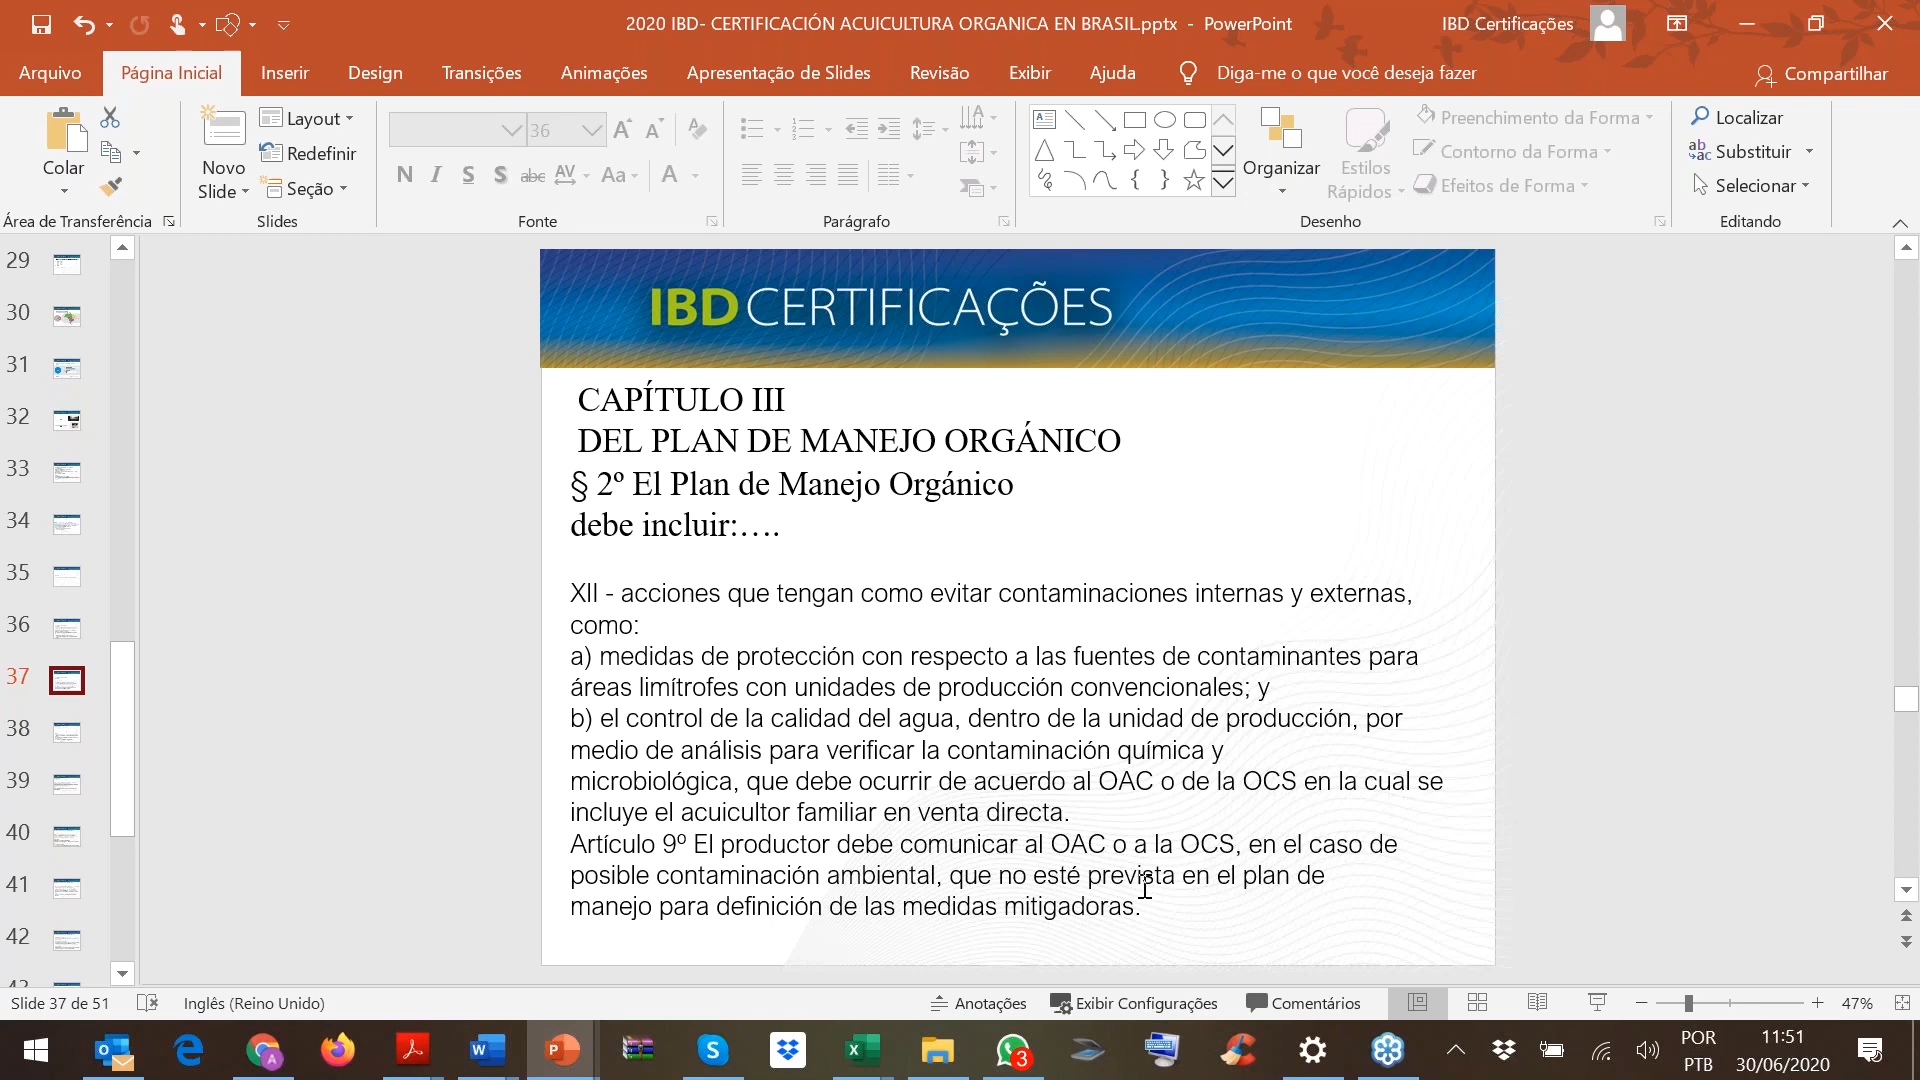 2020 IBD- CERTIFICACIÓN ACUICULTURA ORGANICA EN BRASIL.pptx - PowerPoint
IBD Certificações
Arquivo
Página Inicial
Inserir
Design
Transições
Animações
Apresentação de Slides
Revisão
Exibir
Ajuda
Diga-me o que você deseja fazer
Compartilhar
Colar
Novo
Slide
Layout
Redefinir
Seção
36
N I S S abc AV Aa A
Organizar
Estilos
Rápidos
Preenchimento da Forma
Contorno da Forma
Efeitos de Forma
Localizar
Substituir
Selecionar
Área de Transferência
Slides
Fonte
Parágrafo
Desenho
Editando
29
30
31
32
33
34
35
36
37
38
39
40
41
42
IBD CERTIFICAÇÕES
CAPÍTULO III
DEL PLAN DE MANEJO ORGÁNICO
§ 2º El Plan de Manejo Orgánico
debe incluir:….
XII - acciones que tengan como evitar contaminaciones internas y externas,
como:
a) medidas de protección con respecto a las fuentes de contaminantes para
áreas limítrofes con unidades de producción convencionales; y
b) el control de la calidad del agua, dentro de la unidad de producción, por
medio de análisis para verificar la contaminación química y
microbiológica, que debe ocurrir de acuerdo al OAC o de la OCS en la cual se
incluye el acuicultor familiar en venta directa.
Artículo 9º El productor debe comunicar al OAC o a la OCS, en el caso de
posible contaminación ambiental, que no esté prevista en el plan de
manejo para definición de las medidas mitigadoras.
Slide 37 de 51
Inglês (Reino Unido)
Anotações
Exibir Configurações
Comentários
47%
3
POR
PTB
11:51
30/06/2020